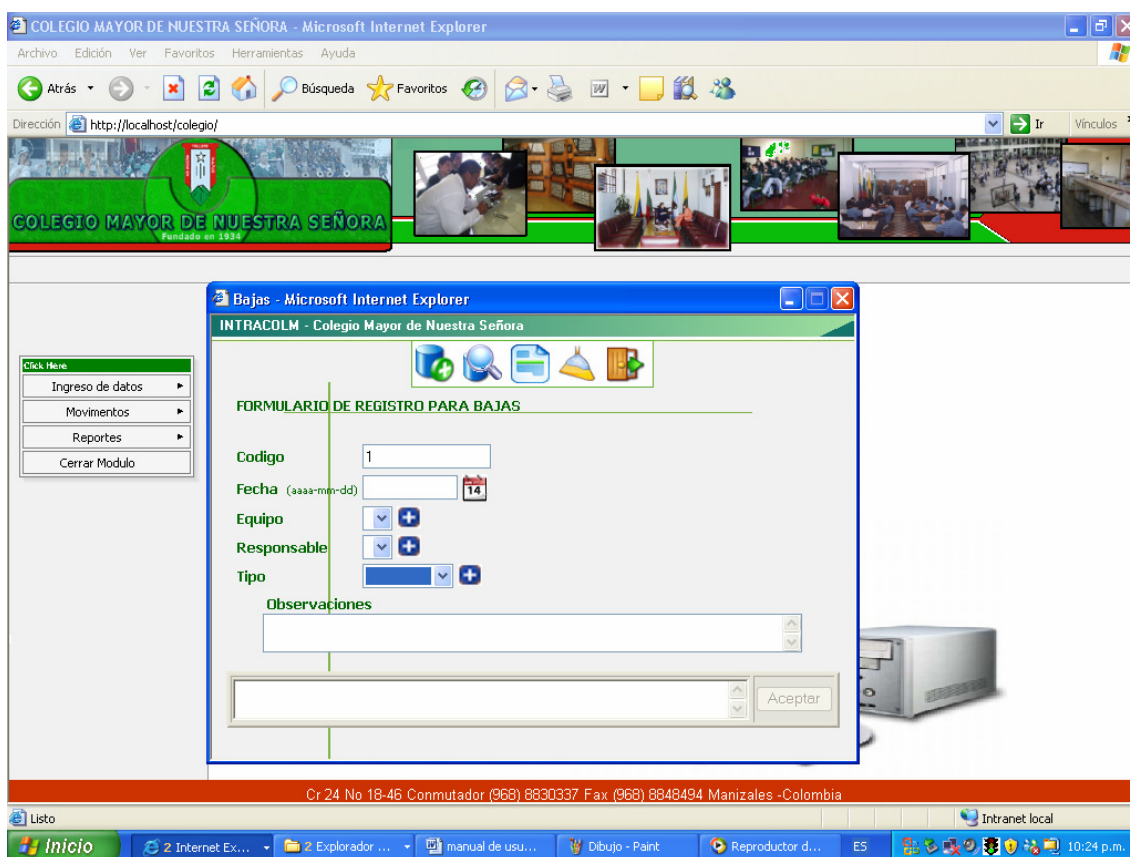 COLEGIO MAYOR DE NUESTRA SEÑORA - Microsoft Internet Explorer
Archivo Edición Ver Favoritos Herramientas Ayuda
Atrás Búsqueda Favoritos
Dirección http://localhost/colegio/ Ir Vínculos
COLEGIO MAYOR DE NUESTRA SEÑORA
Fundado en 1934
Bajas - Microsoft Internet Explorer
INTRACOLM - Colegio Mayor de Nuestra Señora
Click Here
Ingreso de datos
Movimentos
Reportes
Cerrar Modulo
FORMULARIO DE REGISTRO PARA BAJAS
Codigo 1
Fecha (aaaa-mm-dd) 14
Equipo
Responsable
Tipo
Observaciones
Aceptar
Cr 24 No 18-46 Conmutador (968) 8830337 Fax (968) 8848494 Manizales -Colombia
Listo Intranet local
Inicio 2 Internet Ex... 2 Explorador ... manual de usu... Dibujo - Paint Reproductor d... ES 10:24 p.m.